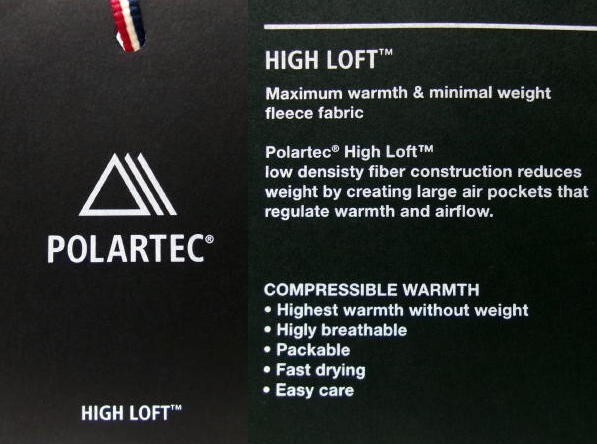 POLARTEC®
HIGH LOFT™
HIGH LOFT™
Maximum warmth & minimal weight
fleece fabric
Polartec® High Loft™
low densisty fiber construction reduces
weight by creating large air pockets that
regulate warmth and airflow.
COMPRESSIBLE WARMTH
• Highest warmth without weight
• Higly breathable
• Packable
• Fast drying
• Easy care